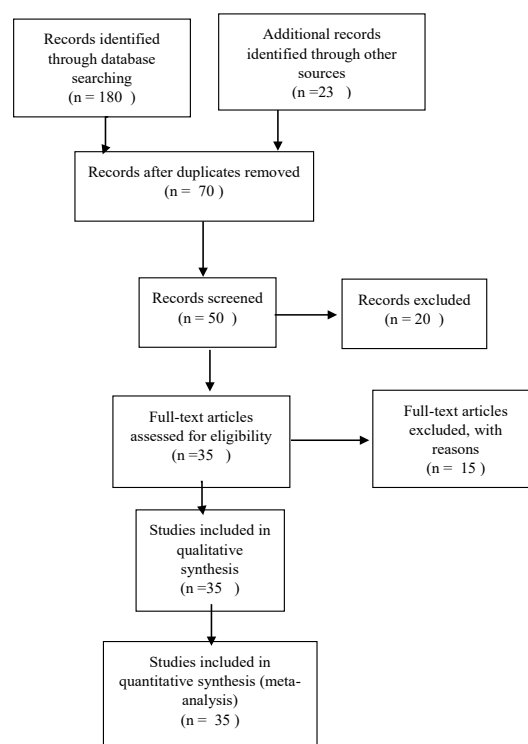 Records identified
through database
searching
(n = 180 )
Additional records
identified through other
sources
(n =23 )
Records after duplicates removed
(n = 70 )
Records screened
(n = 50 )
Records excluded
(n = 20 )
Full-text articles
assessed for eligibility
(n =35 )
Full-text articles
excluded, with
reasons
(n = 15 )
Studies included in
qualitative
synthesis
(n =35 )
Studies included in
quantitative synthesis (meta-
analysis)
(n = 35 )